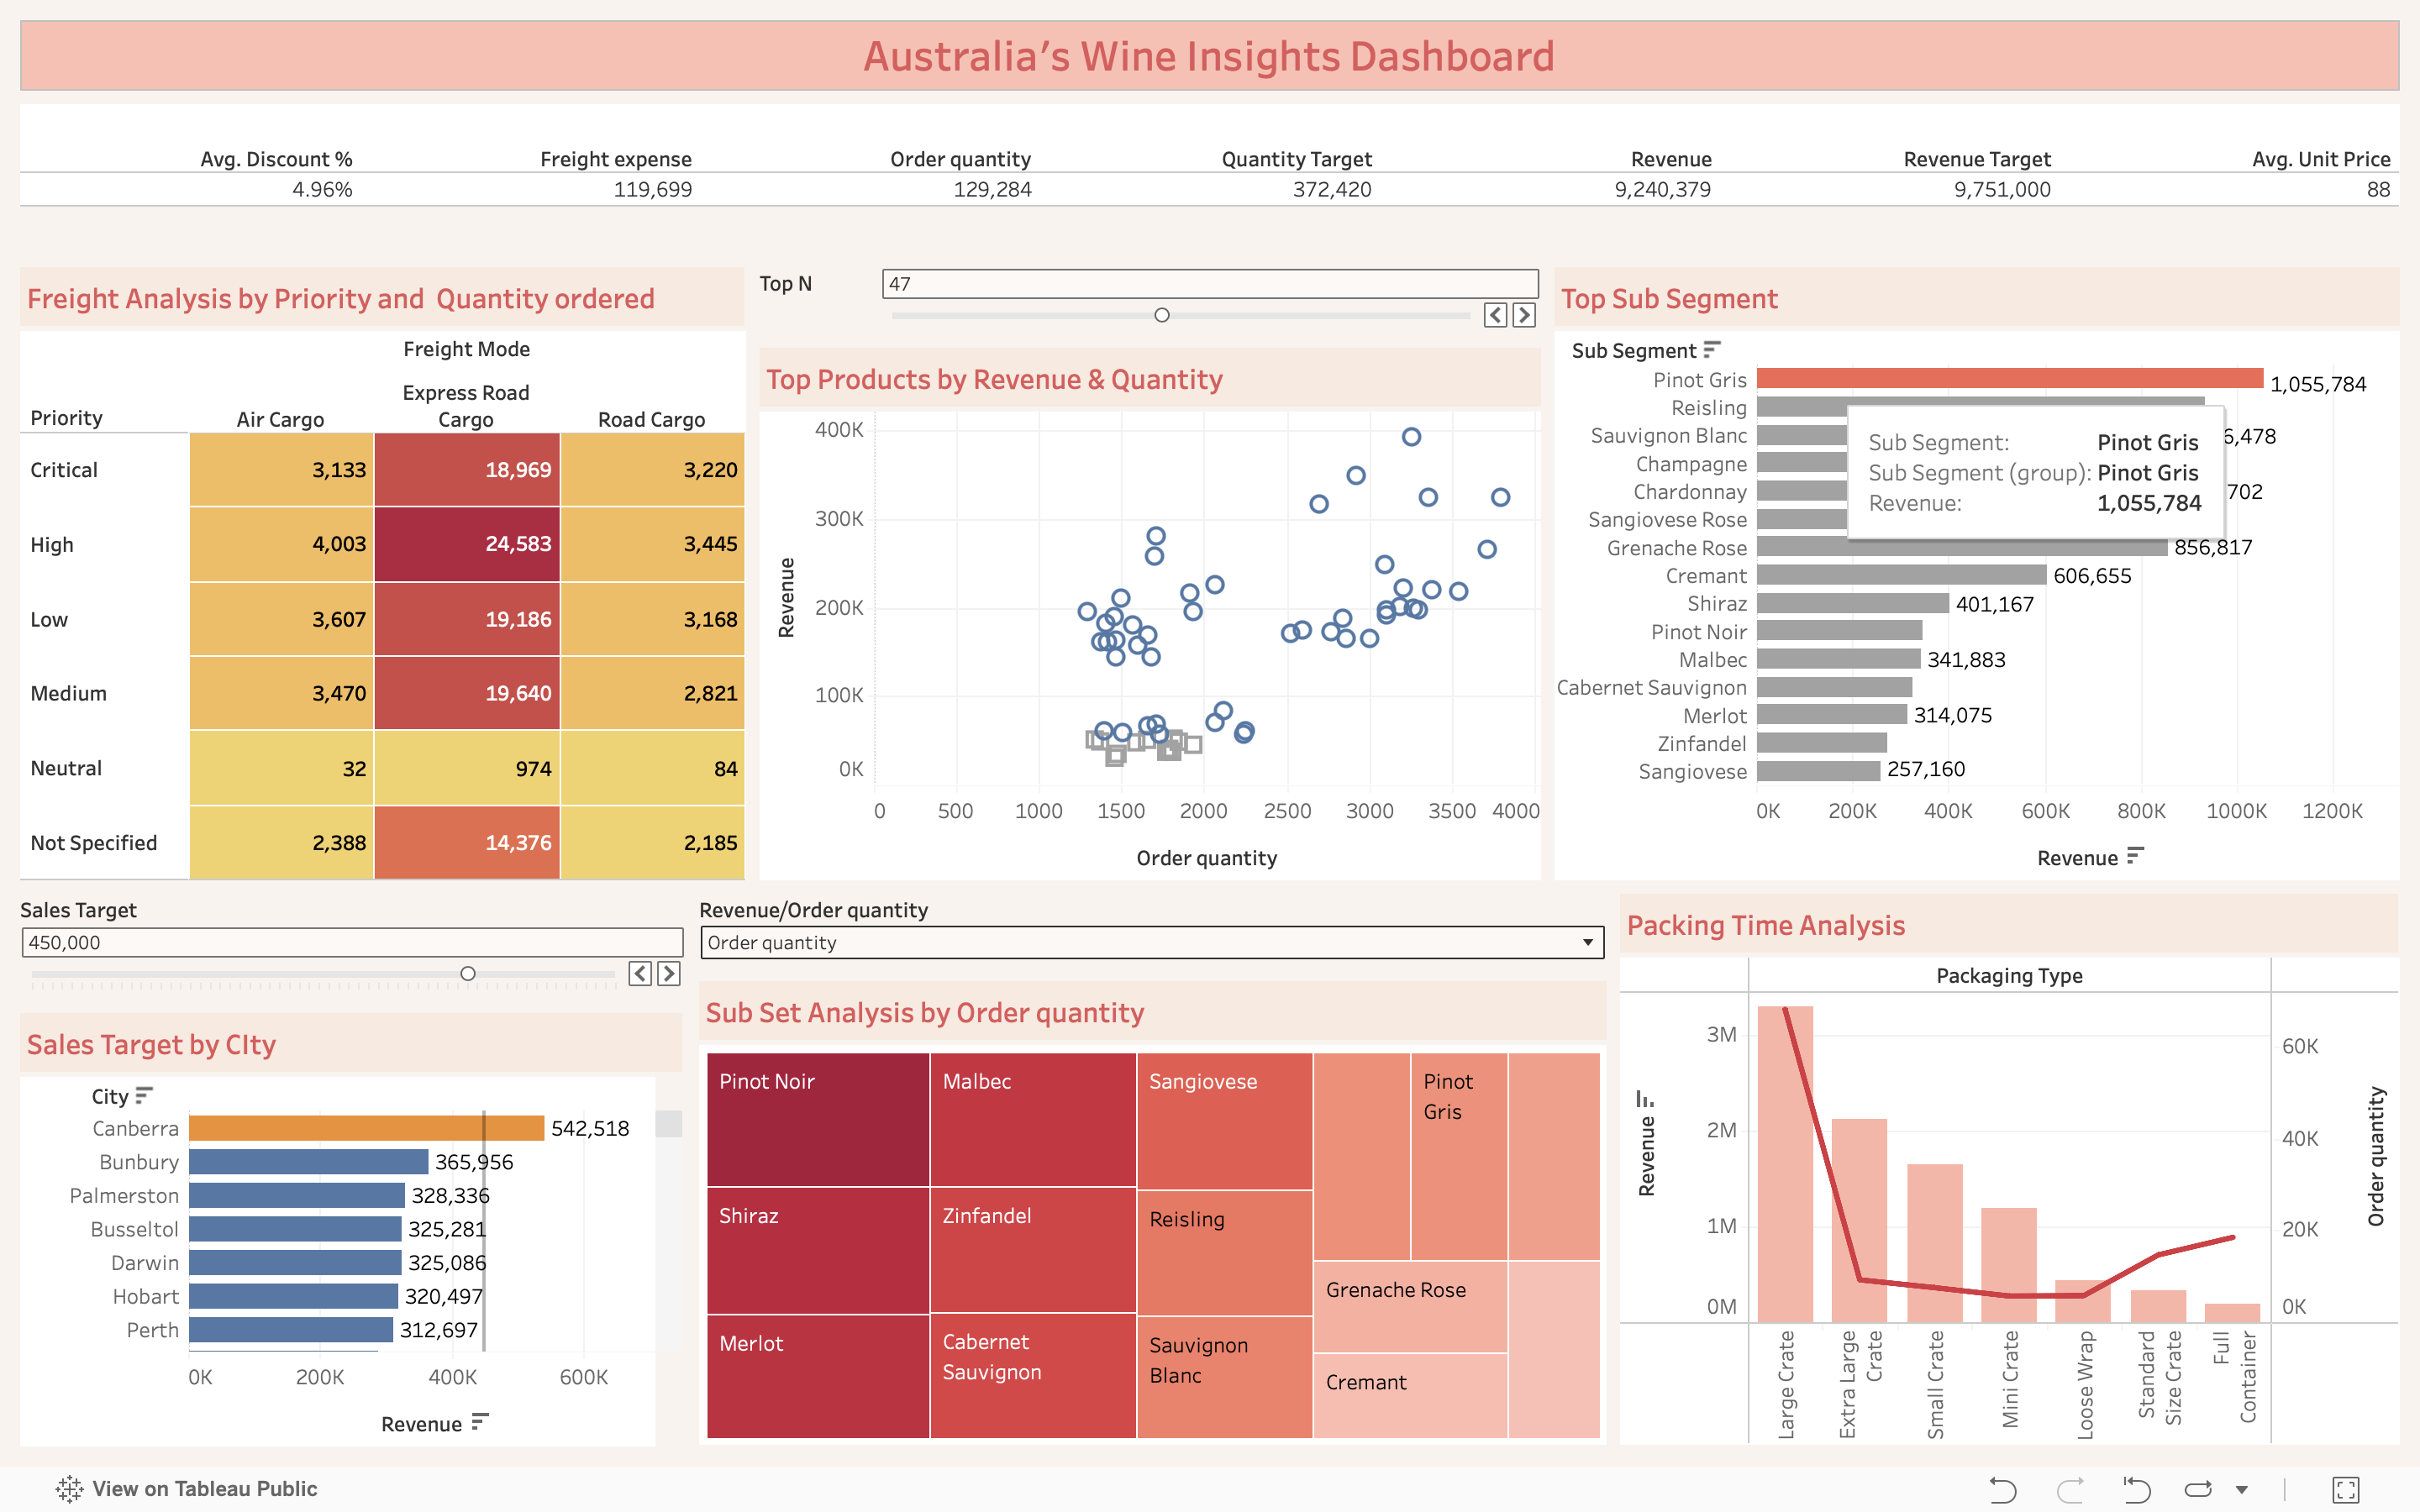 Australia's Wine Insights Dashboard
Avg. Discount % Freight expense Order quantity Quantity Target Revenue Revenue Target Avg. Unit Price
4.96% 119,699 129,284 372,420 9,240,379 9,751,000 88
Freight Analysis by Priority and Quantity ordered
Freight Mode
Priority Air Cargo Express Road Cargo Road Cargo
Critical 3,133 18,969 3,220
High 4,003 24,583 3,445
Low 3,607 19,186 3,168
Medium 3,470 19,640 2,821
Neutral 32 974 84
Not Specified 2,388 14,376 2,185
Top N
47
Top Products by Revenue & Quantity
Revenue
400K
300K
200K
100K
0K
0 500 1000 1500 2000 2500 3000 3500 4000
Order quantity
Top Sub Segment
Sub Segment
Pinot Gris 1,055,784
Reisling
Sauvignon Blanc 6,478
Champagne
Chardonnay 702
Sangiovese Rose
Grenache Rose 856,817
Cremant 606,655
Shiraz 401,167
Pinot Noir
Malbec 341,883
Cabernet Sauvignon
Merlot 314,075
Zinfandel
Sangiovese 257,160
0K 200K 400K 600K 800K 1000K 1200K
Revenue
Sub Segment: Pinot Gris
Sub Segment (group): Pinot Gris
Revenue: 1,055,784
Sales Target
450,000
Sales Target by CIty
City
Canberra 542,518
Bunbury 365,956
Palmerston 328,336
Busseltol 325,281
Darwin 325,086
Hobart 320,497
Perth 312,697
0K 200K 400K 600K
Revenue
Revenue/Order quantity
Order quantity
Sub Set Analysis by Order quantity
Pinot Noir
Shiraz
Merlot
Malbec
Zinfandel
Cabernet
Sauvignon
Sangiovese
Reisling
Sauvignon
Blanc
Pinot
Gris
Grenache Rose
Cremant
Packing Time Analysis
Packaging Type
Revenue
3M
2M
1M
0M
60K
40K
20K
0K
Order quantity
Large Crate
Extra Large
Crate
Small Crate
Mini Crate
Loose Wrap
Standard
Size Crate
Full
Container
View on Tableau Public